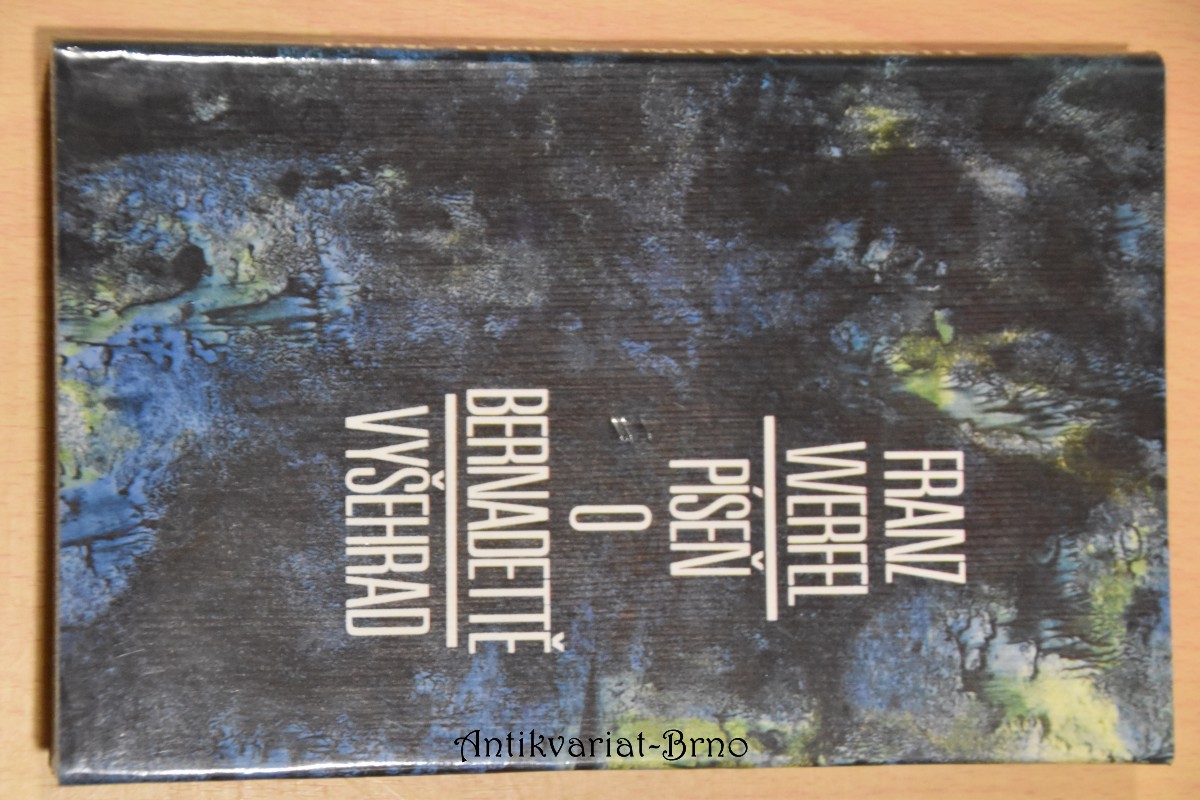 FRANZ
WERFEL
PÍSEŇ
O
BERNADETTĚ
VYŠEHRAD
Antikvariat-Brno